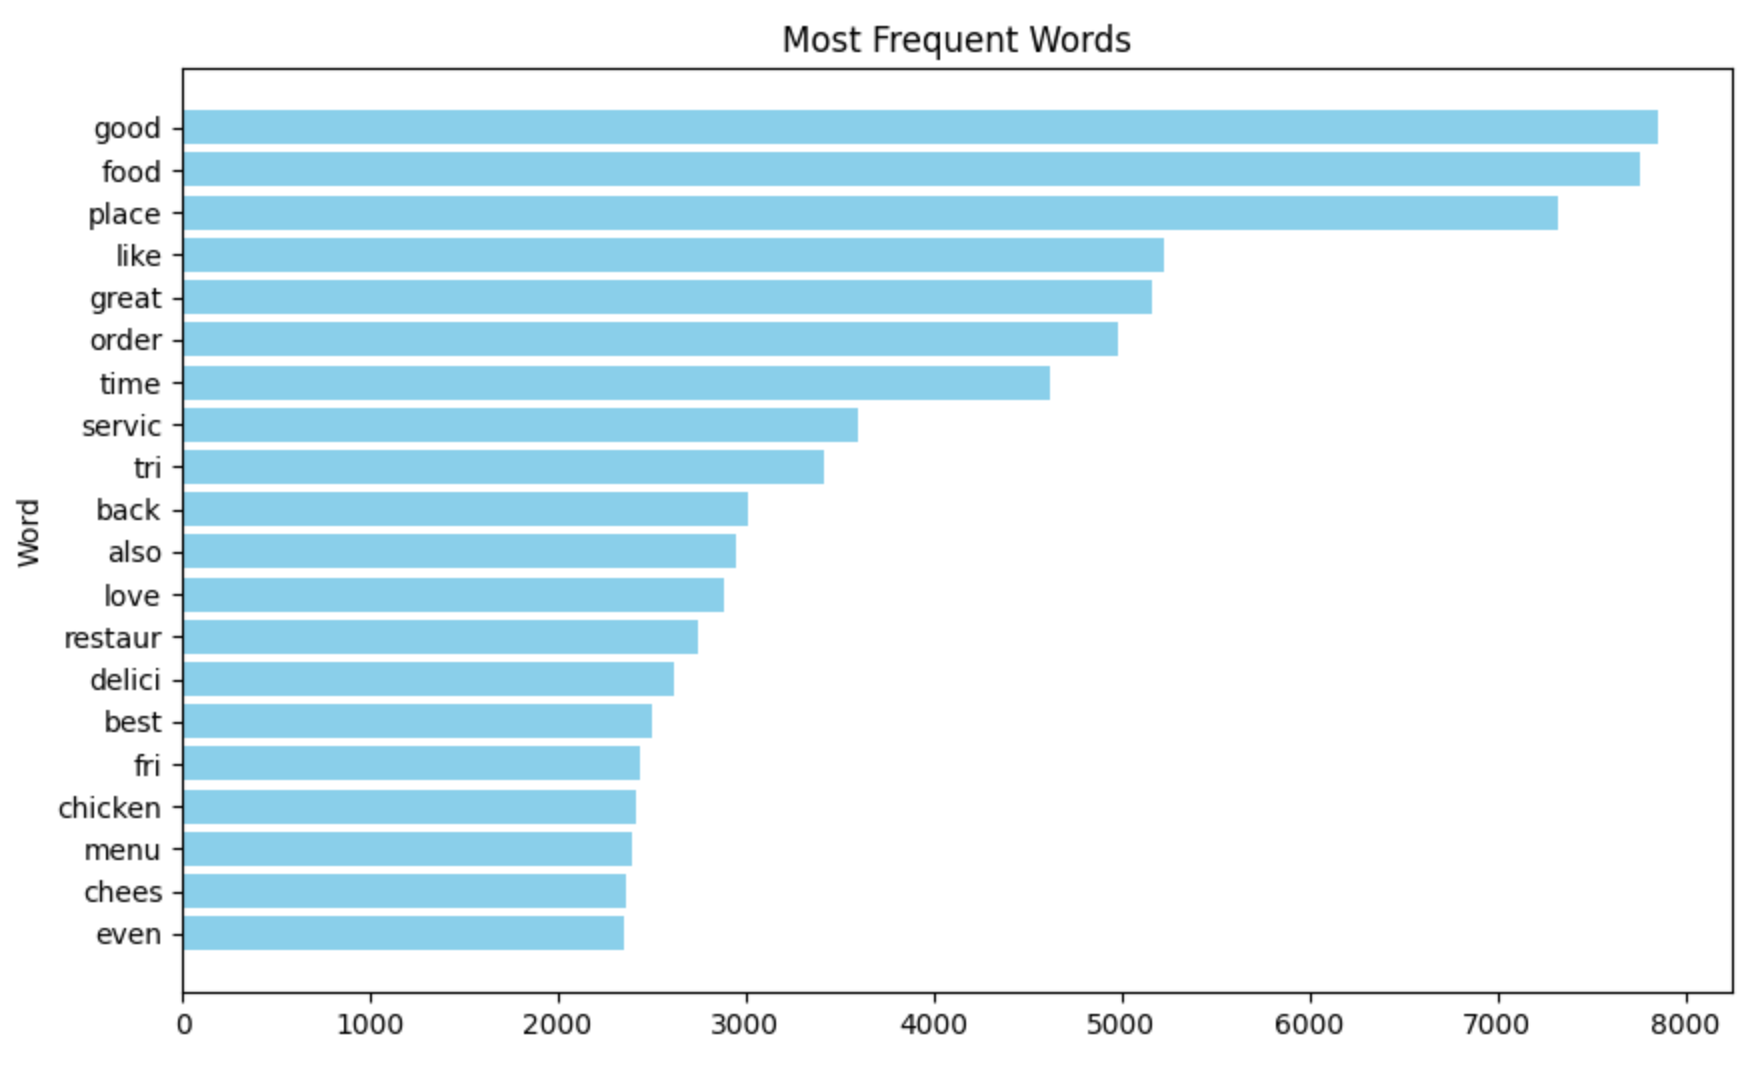 Most Frequent Words
good
food
place
like
great
order
time
servic
tri
back
also
love
restaur
delici
best
fri
chicken
menu
chees
even
Word
0 1000 2000 3000 4000 5000 6000 7000 8000